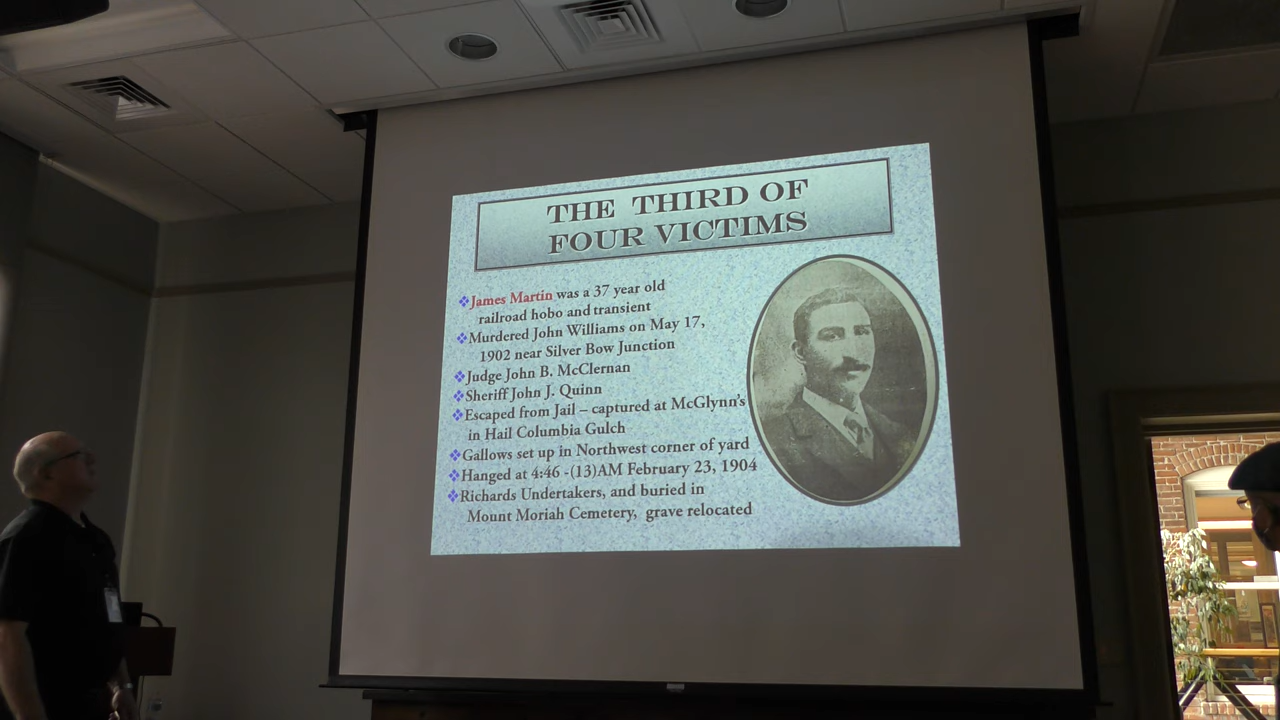 THE THIRD OF
FOUR VICTIMS
❖James Martin was a 37 year old
railroad hobo and transient
❖Murdered John Williams on May 17,
1902 near Silver Bow Junction
❖Judge John B. McClernan
❖Sheriff John J. Quinn
❖Escaped from Jail – captured at McGlynn's
in Hail Columbia Gulch
❖Gallows set up in Northwest corner of yard
❖Hanged at 4:46 -(13)AM February 23, 1904
❖Richards Undertakers, and buried in
Mount Moriah Cemetery, grave relocated